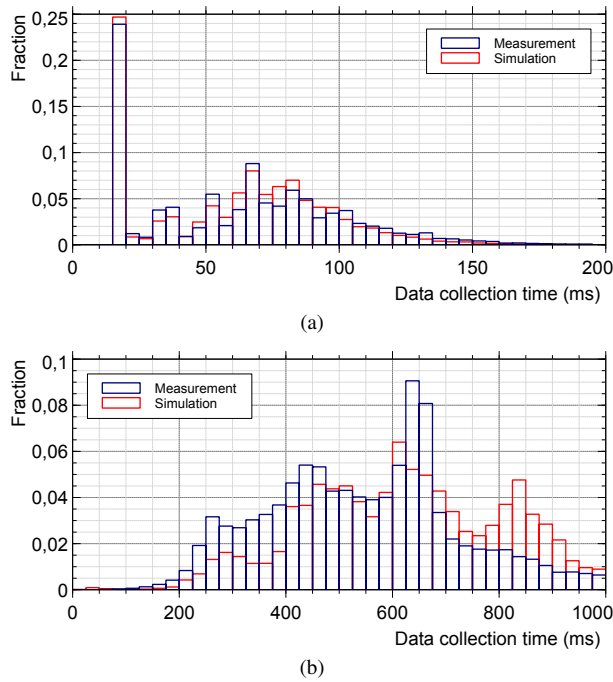 Fraction
0,25
0,2
0,15
0,1
0,05
0
Measurement
Simulation
0 50 100 150 200
Data collection time (ms)
(a)
Fraction
0,1
0,08
0,06
0,04
0,02
0
Measurement
Simulation
0 200 400 600 800 1000
Data collection time (ms)
(b)